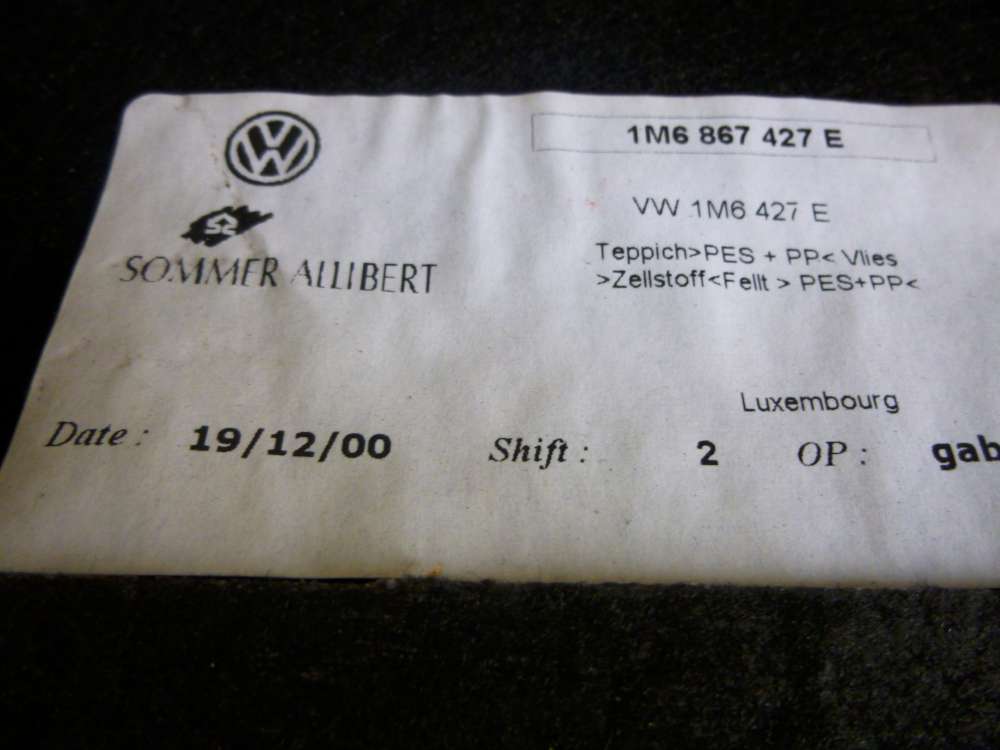 VW
1M6 867 427 E
VW 1M6 427 E
SOMMER ALLIBERT
Teppich>PES + PP< Vlies
>Zellstoff<Fellt > PES+PP<
Luxembourg
Date : 19/12/00 Shift : 2 OP : gab